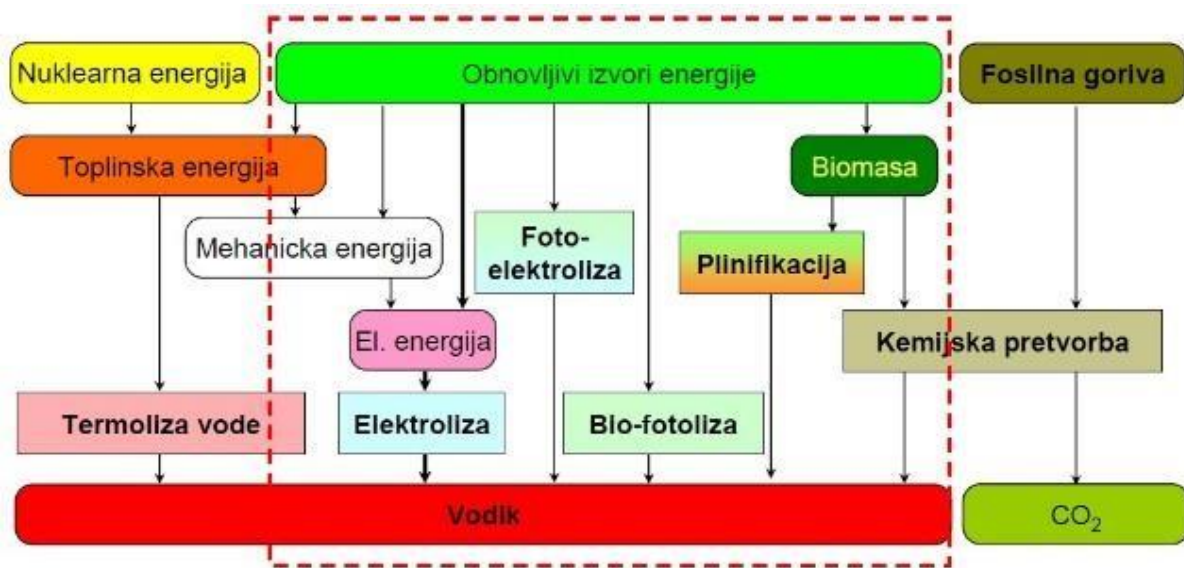 Nuklearna energija
Obnovljivi izvori energije
Fosilna goriva
Toplinska energija
Biomasa
Mehanicka energija
Foto-
elektroliza
Plinifikacija
El. energija
Kemijska pretvorba
Termoliza vode
Elektroliza
Bio-fotoliza
Vodik
CO₂